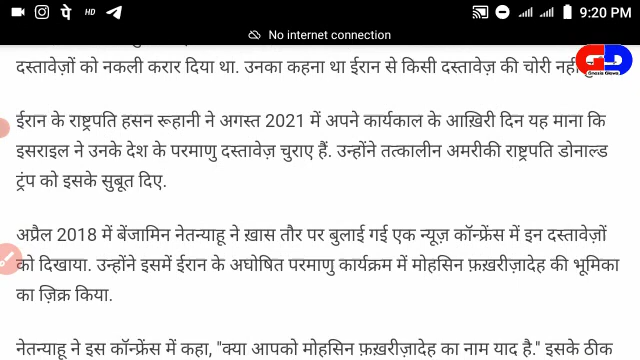 HD
9:20 PM
No internet connection
दस्तावेज़ों को नकली करार दिया था. उनका कहना था ईरान से किसी दस्तावेज़ की चोरी नहीं
GD
ईरान के राष्ट्रपति हसन रूहानी ने अगस्त 2021 में अपने कार्यकाल के आख़िरी दिन यह माना कि
इसराइल ने उनके देश के परमाणु दस्तावेज़ चुराए हैं. उन्होंने तत्कालीन अमरीकी राष्ट्रपति डोनाल्ड
ट्रंप को इसके सुबूत दिए.
अप्रैल 2018 में बेंजामिन नेतन्याहू ने ख़ास तौर पर बुलाई गई एक न्यूज़ कॉन्फ्रेंस में इन दस्तावेज़ों
को दिखाया. उन्होंने इसमें ईरान के अघोषित परमाणु कार्यक्रम में मोहसिन फ़ख़रीज़ादेह की भूमिका
का ज़िक्र किया.
नेतन्याहू ने इस कॉन्फ्रेंस में कहा, "क्या आपको मोहसिन फ़ख़रीज़ादेह का नाम याद है." इसके ठीक